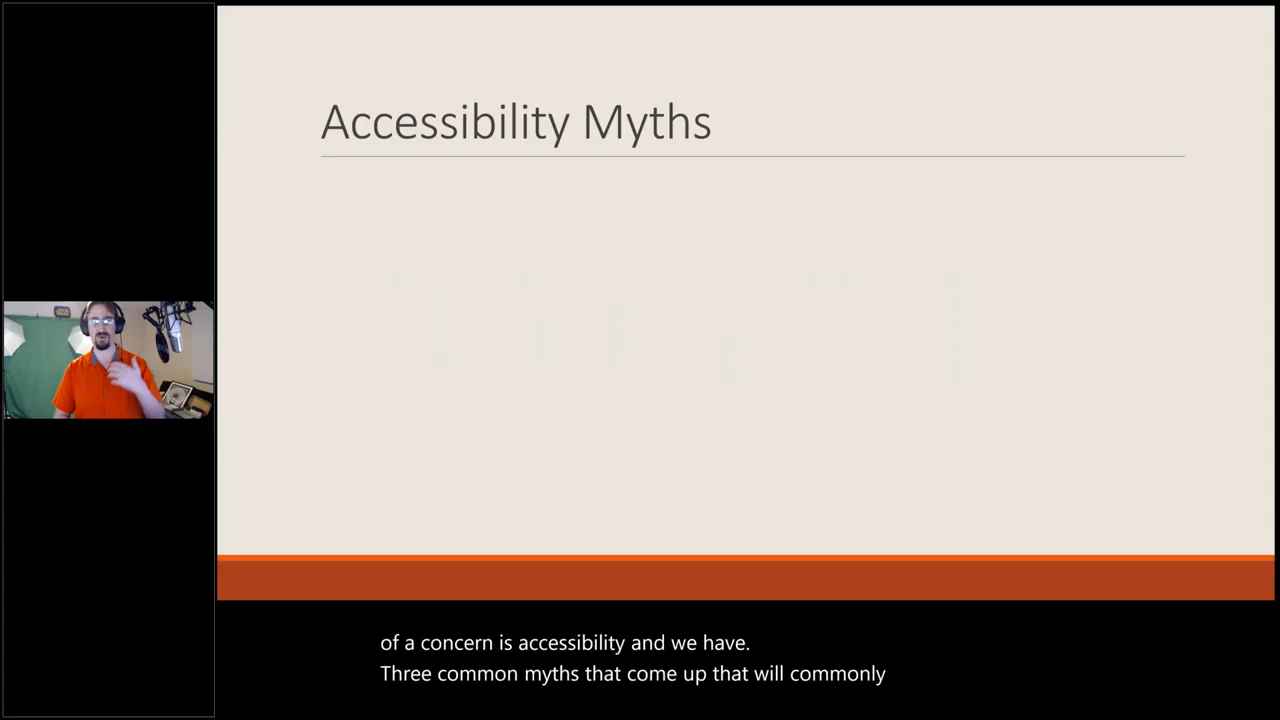 Accessibility Myths
of a concern is accessibility and we have.
Three common myths that come up that will commonly